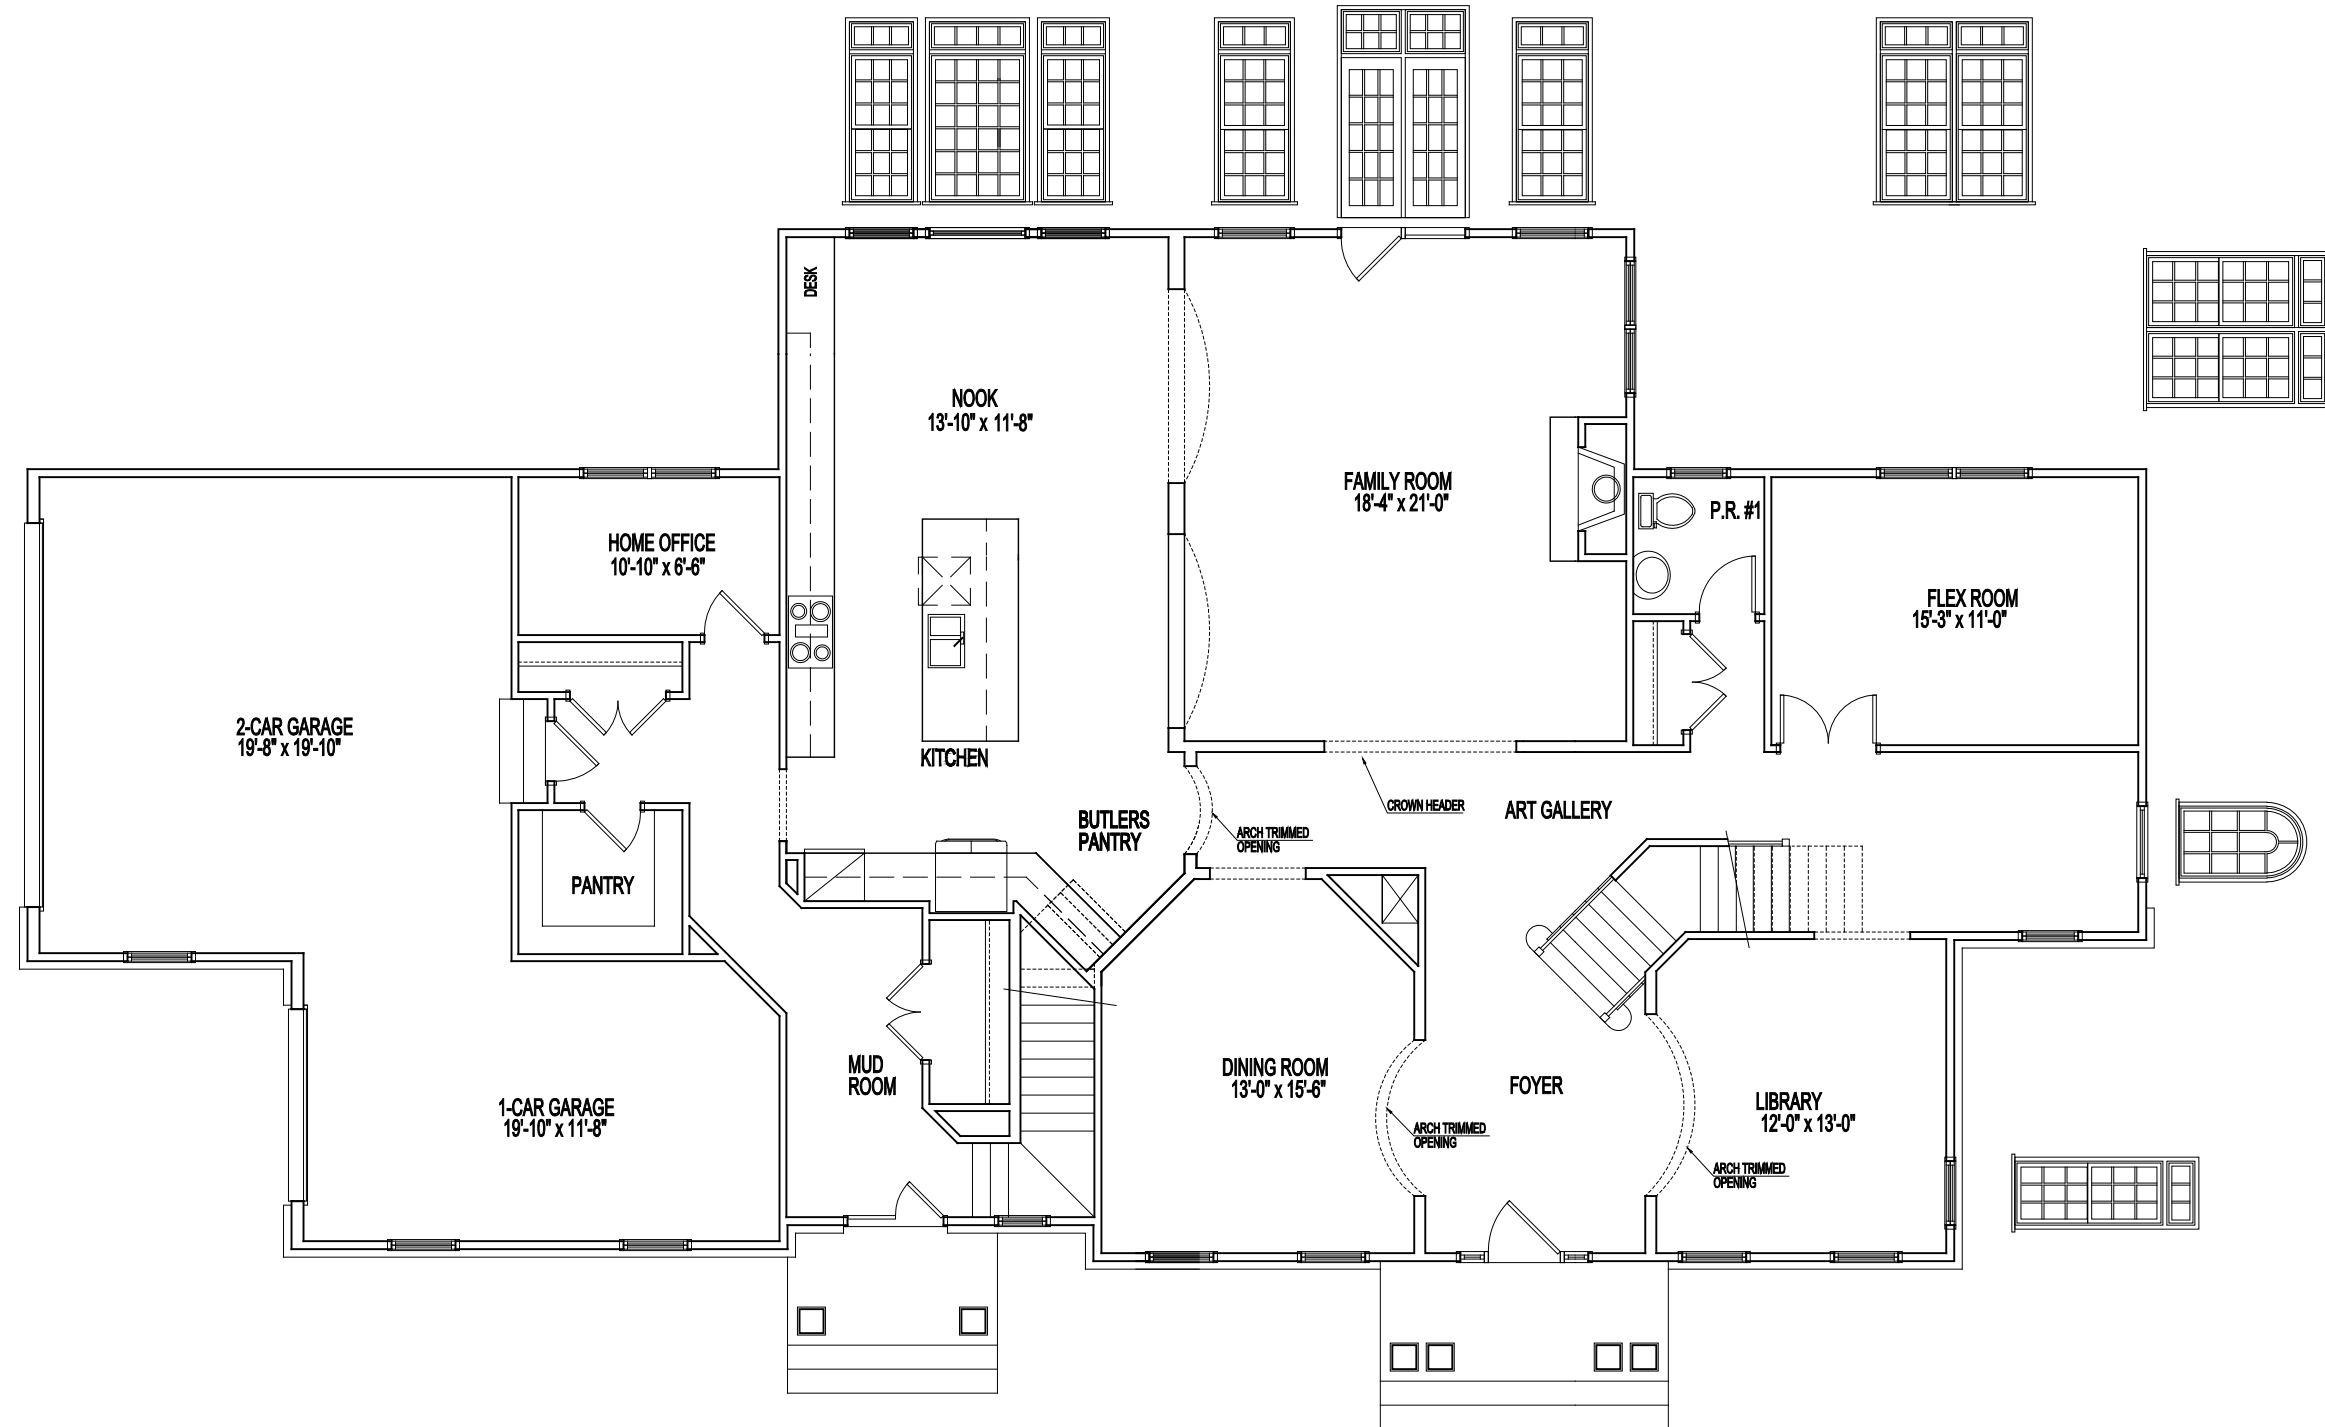 DESK
NOOK
13'-10" x 11'-8"
FAMILY ROOM
18'-4" x 21'-0"
P.R. #1
HOME OFFICE
10'-10" x 6'-6"
FLEX ROOM
15'-3" x 11'-0"
2-CAR GARAGE
19'-8" x 19'-10"
KITCHEN
CROWN HEADER
ART GALLERY
BUTLERS
PANTRY
ARCH TRIMMED
OPENING
PANTRY
MUD
ROOM
DINING ROOM
13'-0" x 15'-6"
FOYER
1-CAR GARAGE
19'-10" x 11'-8"
LIBRARY
12'-0" x 13'-0"
ARCH TRIMMED
OPENING
ARCH TRIMMED
OPENING